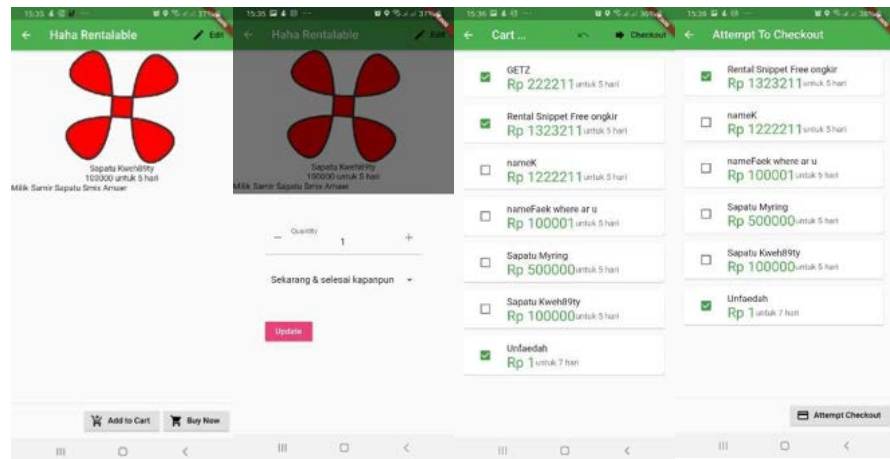 15:35
37%
Haha Rentalable
Edit
Sapatu Kweh89ty
100000 untuk 5 hari
Milik Samir Sapatu Smis Amaer
Add to Cart
Buy Now
15:35
37%
Haha Rentalable
Edit
Sapatu Kweh89ty
100000 untuk 5 hari
Milik Samir Sapatu Smis Amaer
Quantity
1
Sekarang & selesai kapanpun
Update
15:36
36%
Cart ...
Checkout
GETZ
Rp 222211 untuk 5 hari
Rental Snippet Free ongkir
Rp 1323211 untuk 5 hari
nameK
Rp 1222211 untuk 5 hari
nameFaek where ar u
Rp 100001 untuk 5 hari
Sapatu Myring
Rp 500000 untuk 5 hari
Sapatu Kweh89ty
Rp 100000 untuk 5 hari
Unfaedah
Rp 1 untuk 7 hari
15:36
36%
Attempt To Checkout
Rental Snippet Free ongkir
Rp 1323211 untuk 5 hari
nameK
Rp 1222211 untuk 5 hari
nameFaek where ar u
Rp 100001 untuk 5 hari
Sapatu Myring
Rp 500000 untuk 5 hari
Sapatu Kweh89ty
Rp 100000 untuk 5 hari
Unfaedah
Rp 1 untuk 7 hari
Attempt Checkout